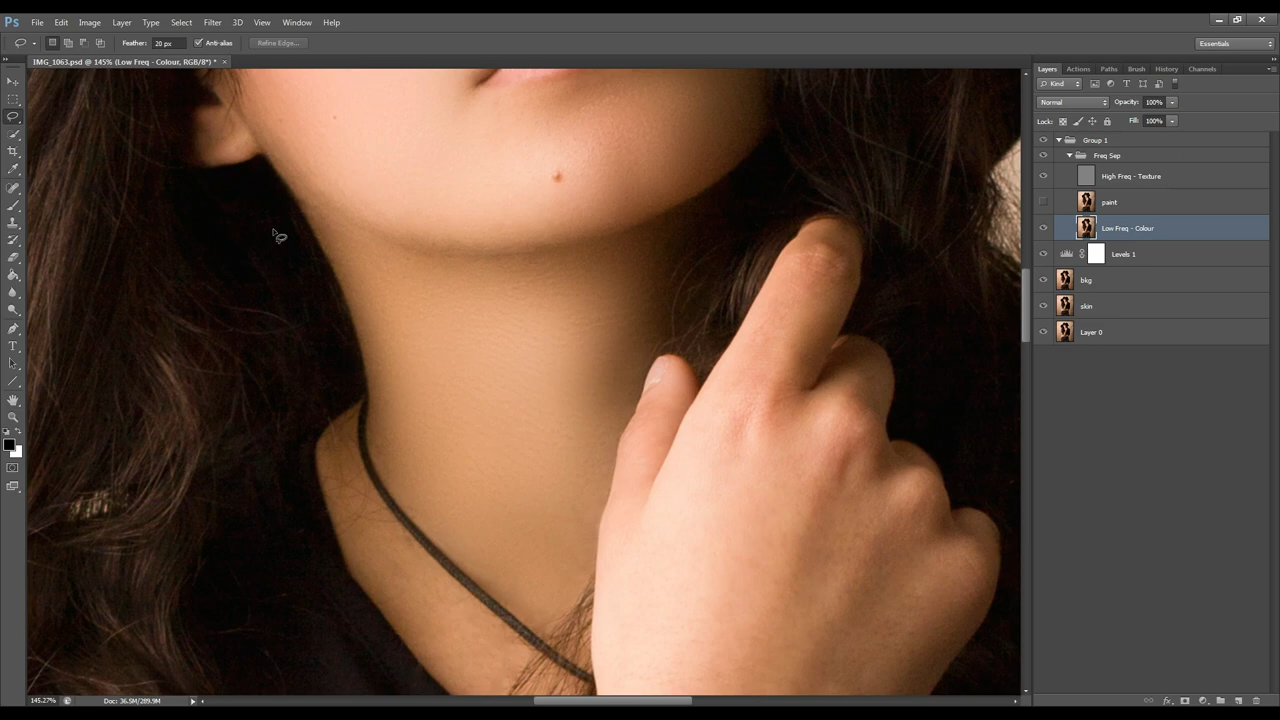 Ps File Edit Image Layer Type Select Filter 3D View Window Help
Feather: 20 px Anti-alias Refine Edge... Essentials
IMG_1063.psd @ 145% (Low Freq - Colour, RGB/8*) * ×
Layers Actions Paths Brush History Channels
Kind
Normal Opacity: 100%
Lock: Fill: 100%
Group 1
Freq Sep
High Freq - Texture
paint
Low Freq - Colour
Levels 1
bkg
skin
Layer 0
145.27% Doc: 36.5M/289.9M